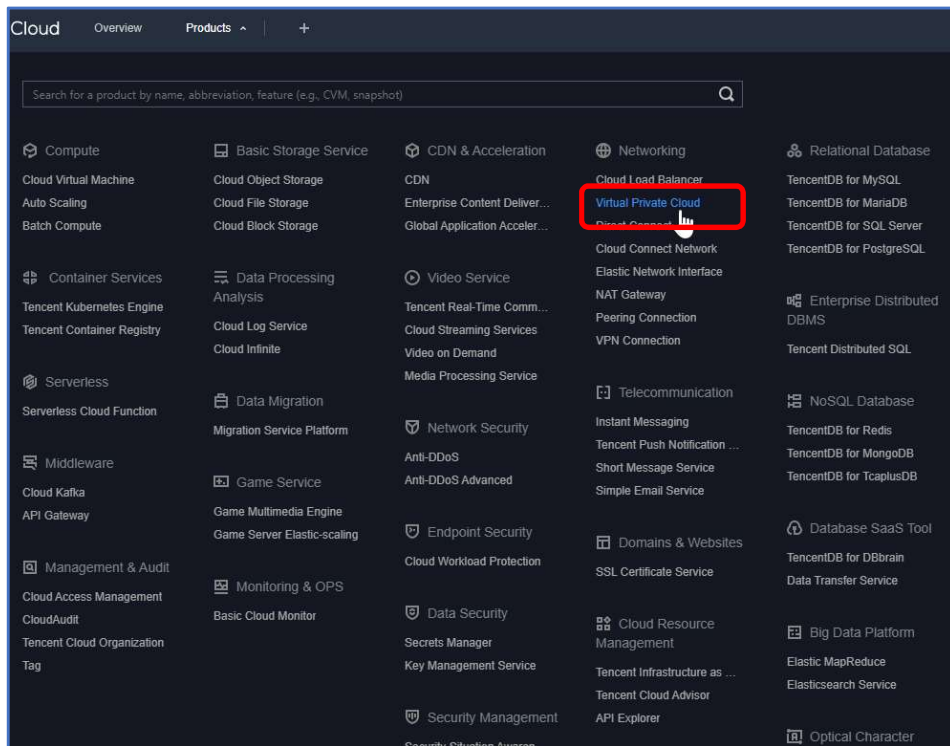 Cloud
Overview
Products
+
Search for a product by name, abbreviation, feature (e.g., CVM, snapshot)
Compute
Cloud Virtual Machine
Auto Scaling
Batch Compute
Container Services
Tencent Kubernetes Engine
Tencent Container Registry
Serverless
Serverless Cloud Function
Middleware
Cloud Kafka
API Gateway
Management & Audit
Cloud Access Management
CloudAudit
Tencent Cloud Organization
Tag
Basic Storage Service
Cloud Object Storage
Cloud File Storage
Cloud Block Storage
Data Processing
Analysis
Cloud Log Service
Cloud Infinite
Data Migration
Migration Service Platform
Game Service
Game Multimedia Engine
Game Server Elastic-scaling
Monitoring & OPS
Basic Cloud Monitor
CDN & Acceleration
CDN
Enterprise Content Deliver...
Global Application Acceler...
Video Service
Tencent Real-Time Comm...
Cloud Streaming Services
Video on Demand
Media Processing Service
Network Security
Anti-DDoS
Anti-DDoS Advanced
Endpoint Security
Cloud Workload Protection
Data Security
Secrets Manager
Key Management Service
Security Management
Security Situation Awaren...
Networking
Cloud Load Balancer
Virtual Private Cloud
Direct Connect
Cloud Connect Network
Elastic Network Interface
NAT Gateway
Peering Connection
VPN Connection
Telecommunication
Instant Messaging
Tencent Push Notification ...
Short Message Service
Simple Email Service
Domains & Websites
SSL Certificate Service
Cloud Resource
Management
Tencent Infrastructure as ...
Tencent Cloud Advisor
API Explorer
Relational Database
TencentDB for MySQL
TencentDB for MariaDB
TencentDB for SQL Server
TencentDB for PostgreSQL
Enterprise Distributed
DBMS
Tencent Distributed SQL
NoSQL Database
TencentDB for Redis
TencentDB for MongoDB
TencentDB for TcaplusDB
Database SaaS Tool
TencentDB for DBbrain
Data Transfer Service
Big Data Platform
Elastic MapReduce
Elasticsearch Service
Optical Character